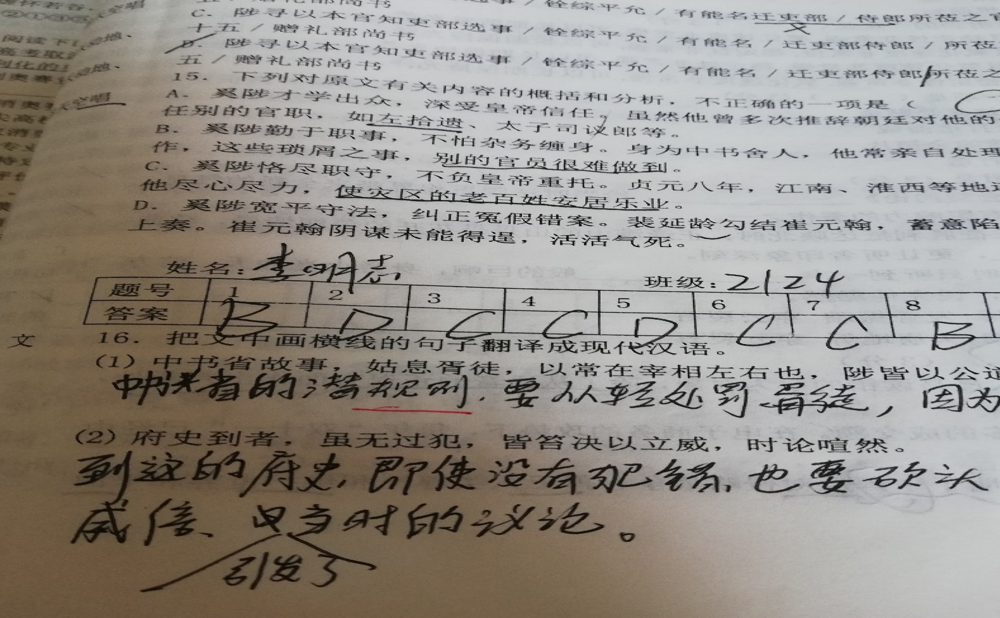 C. 陟寻以本官知吏部选事/铨综平允/有能名迁吏部/侍郎所莅之官
十五/赠礼部尚书
D. 陟寻以本官知吏部选事/铨综平允/有能名/迁吏部侍郎/所莅之
五/赠礼部尚书
15. 下列对原文有关内容的概括和分析,不正确的一项是( C
A. 奚陟才学出众,深受皇帝信任。虽然他曾多次推辞朝廷对他的
任别的官职,如左拾遗、太子司议郎等。
B. 奚陟勤于职事,不怕杂务缠身。身为中书舍人,他常亲自处理
作,这些琐屑之事,别的官员很难做到。
C. 奚陟恪尽职守,不负皇帝重托。贞元八年,江南、淮西等地
他尽心尽力,使灾区的老百姓安居乐业。
D. 奚陟宽平守法,纠正冤假错案。裴延龄勾结崔元翰,蓄意陷
上奏。崔元翰阴谋未能得逞,活活气死。
姓名:李明志 班级:2124
题号 1 2 3 4 5 6 7 8
答案 B D C C D C C B
文 16. 把文中画横线的句子翻译成现代汉语。
(1)中书省故事,姑息胥徒,以常在宰相左右也,陟皆以公道
的潜规则,要从轻处罚胥徒,因为
(2)府史到者,虽无过犯,皆笞决以立威,时论喧然。
到这的府史,即使没有犯错,也要砍头
威信、 当时的议论。
引发了